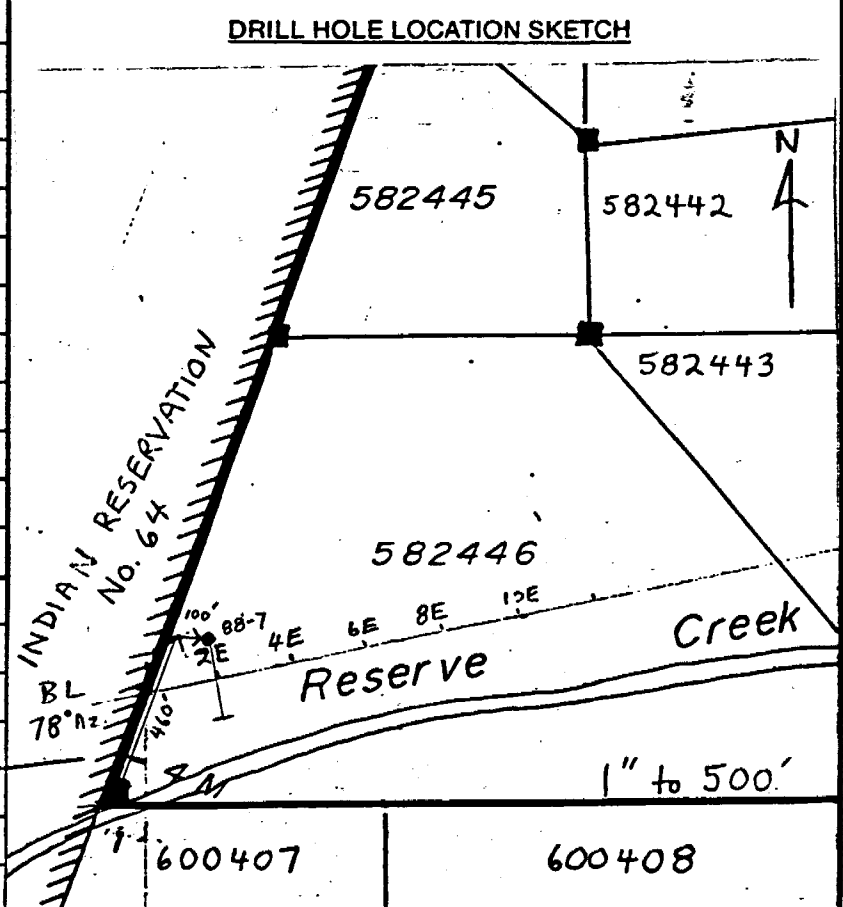 DRILL HOLE LOCATION SKETCH
N
582445
582442
582443
INDIAN RESERVATION
No. 64
582446
100'
88-7
2E
4E
6E
8E
10E
Reserve Creek
BL
78° Az
460'
1" to 500'
600407
600408